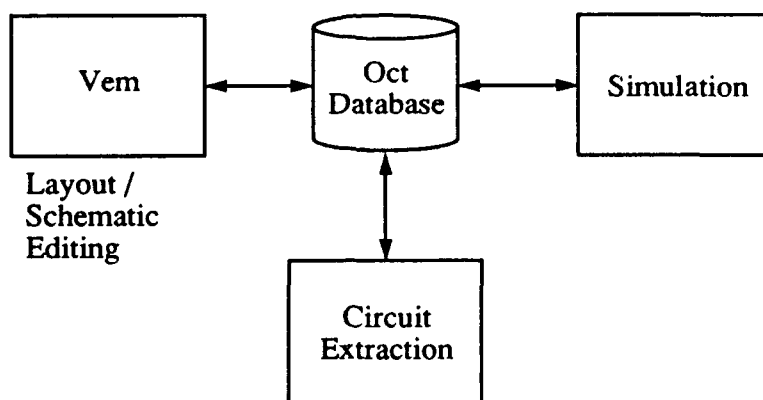 Vem
Oct
Database
Simulation
Layout /
Schematic
Editing
Circuit
Extraction